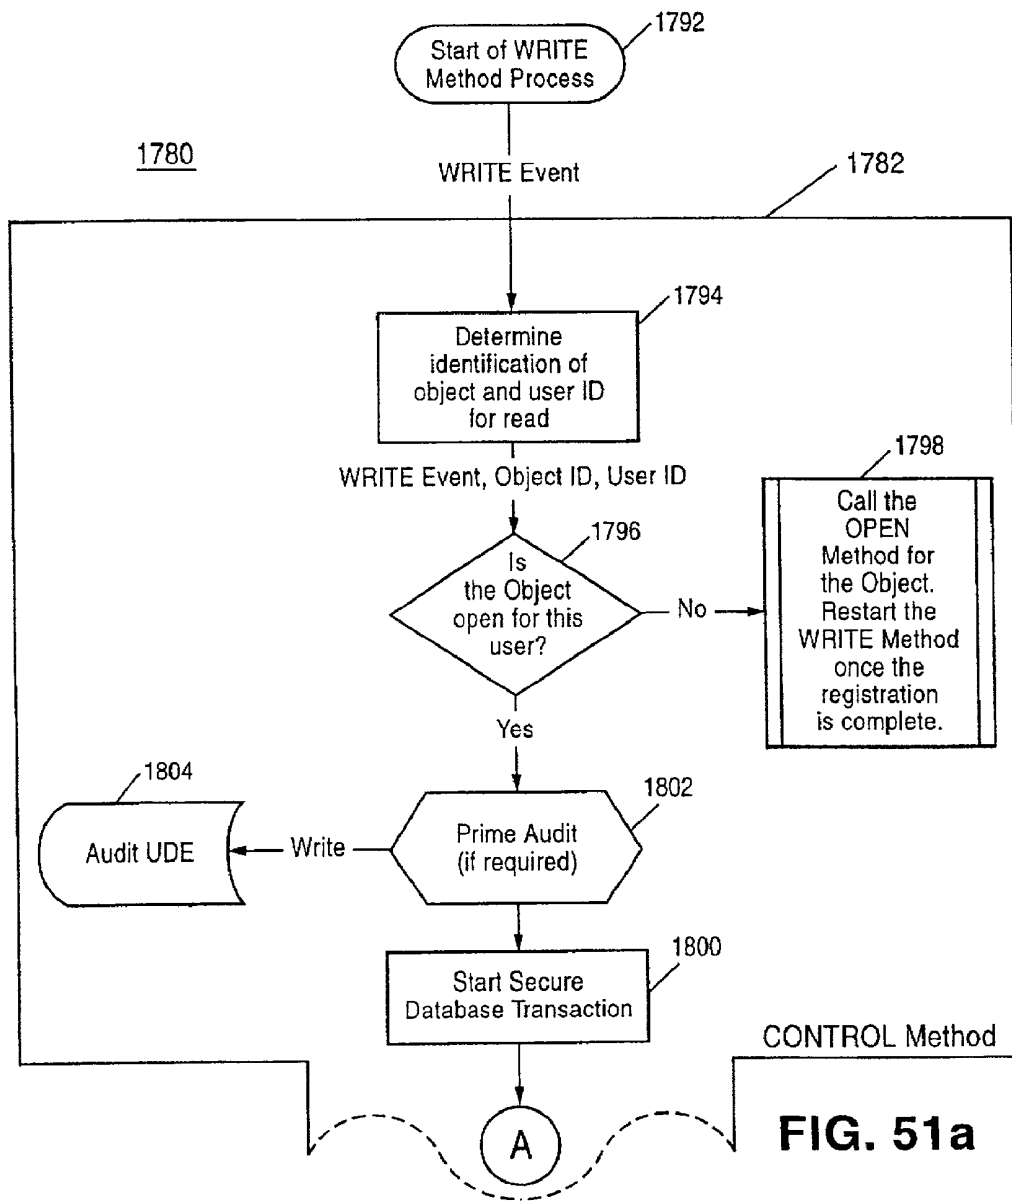 1792
Start of WRITE
Method Process
1780
WRITE Event
1782
1794
Determine
identification of
object and user ID
for read
WRITE Event, Object ID, User ID
1796
Is
the Object
open for this
user?
No
1798
Call the
OPEN
Method for
the Object.
Restart the
WRITE Method
once the
registration
is complete.
Yes
1804
Audit UDE
Write
1802
Prime Audit
(if required)
1800
Start Secure
Database Transaction
CONTROL Method
A
FIG. 51a